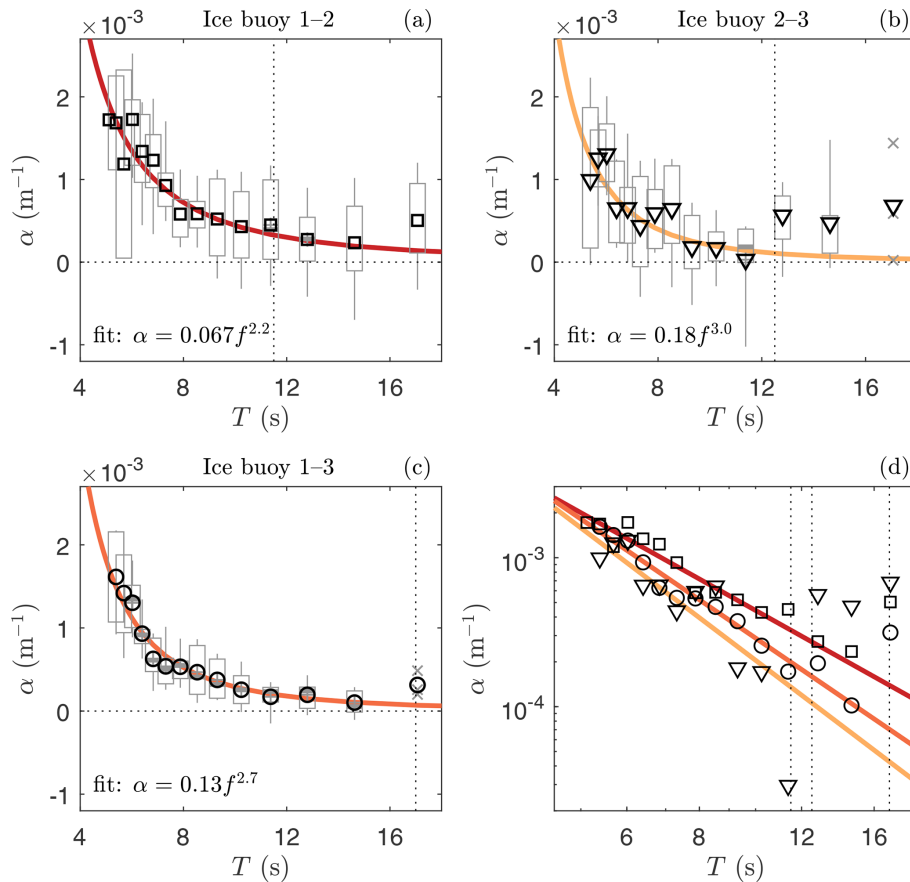 ×10⁻³
Ice buoy 1–2
(a)
2
1
0
-1
α (m⁻¹)
fit: α = 0.067f^{2.2}
4 8 12 16
T (s)
×10⁻³
Ice buoy 2–3
(b)
2
1
0
-1
α (m⁻¹)
fit: α = 0.18f^{3.0}
4 8 12 16
T (s)
×10⁻³
Ice buoy 1–3
(c)
2
1
0
-1
α (m⁻¹)
fit: α = 0.13f^{2.7}
4 8 12 16
T (s)
(d)
10⁻³
10⁻⁴
α (m⁻¹)
6 8 12 16
T (s)